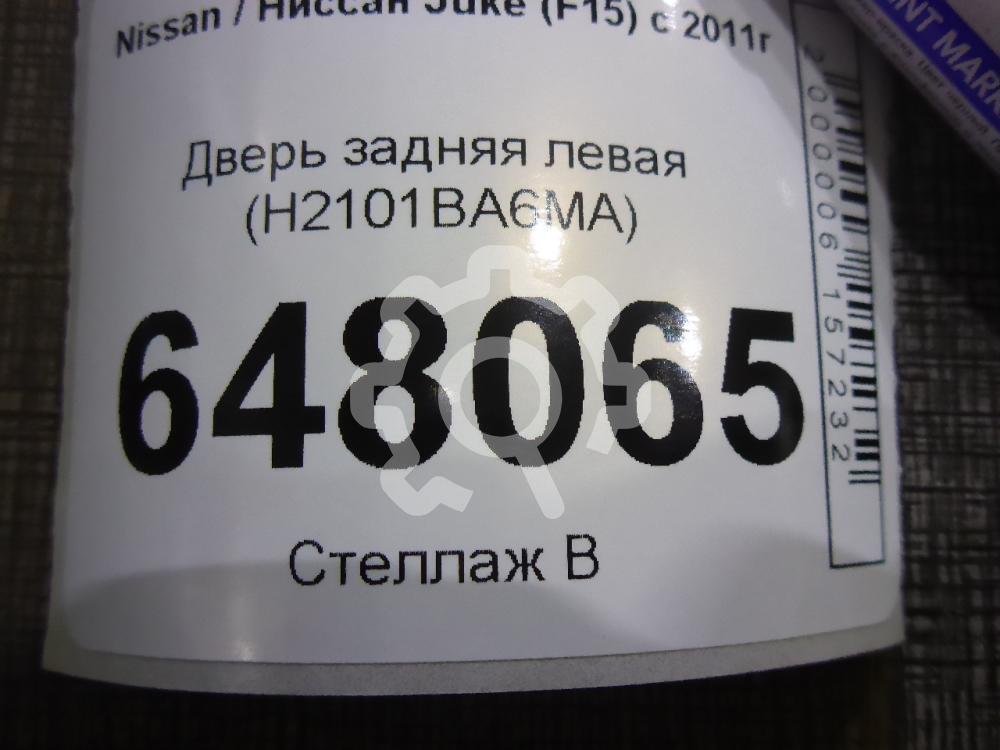 Nissan / Ниссан Juke (F15) с 2011г
Дверь задняя левая
(H2101BA6MA)
648065
Стеллаж В
2000006157232